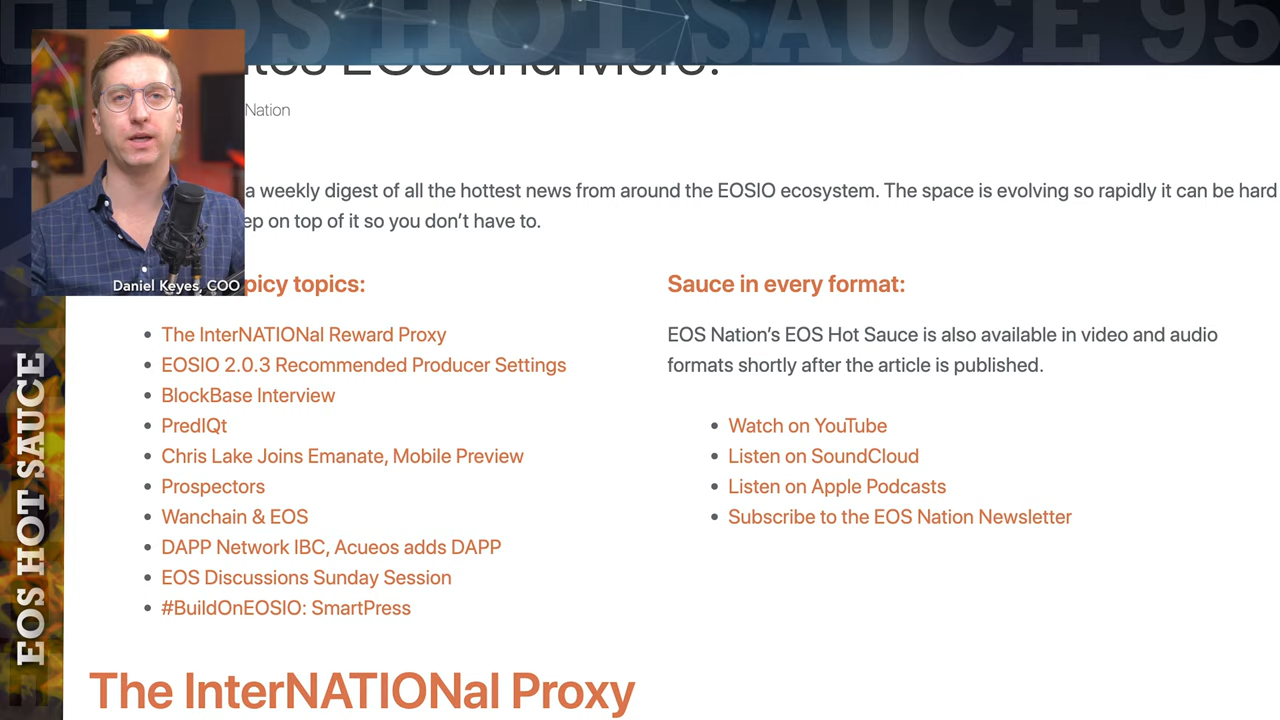 EOS HOT SAUCE 95
EOS and More!
Nation
a weekly digest of all the hottest news from around the EOSIO ecosystem. The space is evolving so rapidly it can be hard
ep on top of it so you don’t have to.
Daniel Keyes, COO
picy topics:
The InterNATIONal Reward Proxy
EOSIO 2.0.3 Recommended Producer Settings
BlockBase Interview
PredIQt
Chris Lake Joins Emanate, Mobile Preview
Prospectors
Wanchain & EOS
DAPP Network IBC, Acueos adds DAPP
EOS Discussions Sunday Session
#BuildOnEOSIO: SmartPress
Sauce in every format:
EOS Nation’s EOS Hot Sauce is also available in video and audio
formats shortly after the article is published.
Watch on YouTube
Listen on SoundCloud
Listen on Apple Podcasts
Subscribe to the EOS Nation Newsletter
EOS HOT SAUCE
The InterNATIONal Proxy